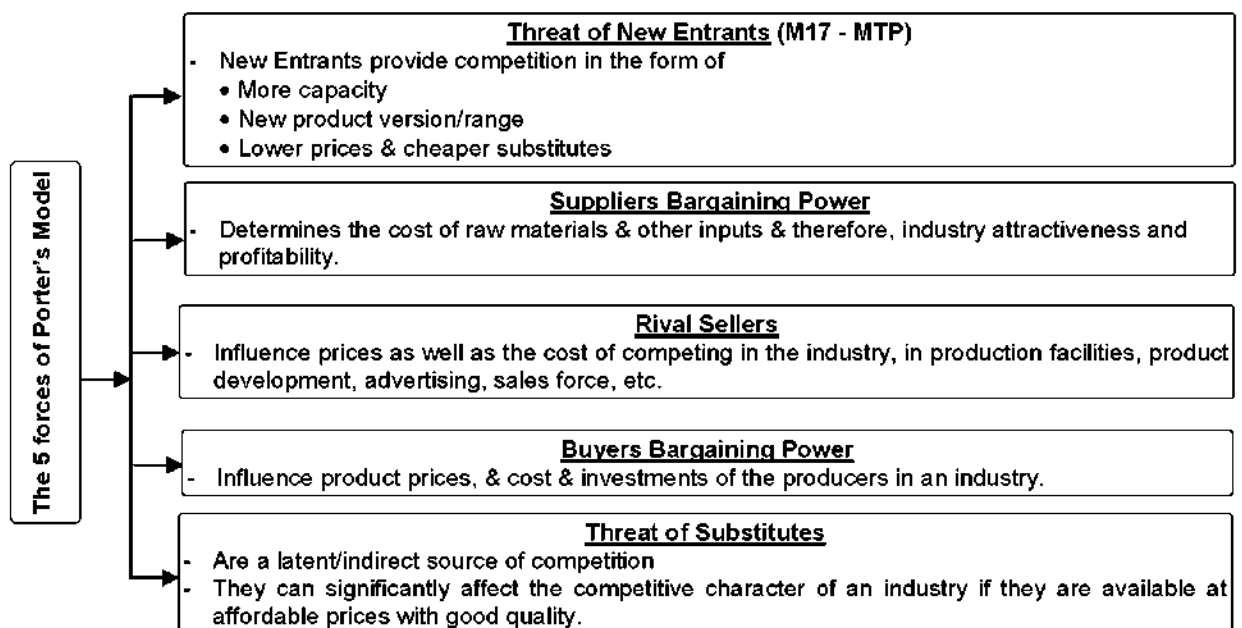 The 5 forces of Porter's Model
Threat of New Entrants (M17 - MTP)
- New Entrants provide competition in the form of
• More capacity
• New product version/range
• Lower prices & cheaper substitutes
Suppliers Bargaining Power
- Determines the cost of raw materials & other inputs & therefore, industry attractiveness and
profitability.
Rival Sellers
- Influence prices as well as the cost of competing in the industry, in production facilities, product
development, advertising, sales force, etc.
Buyers Bargaining Power
- Influence product prices, & cost & investments of the producers in an industry.
Threat of Substitutes
- Are a latent/indirect source of competition
- They can significantly affect the competitive character of an industry if they are available at
affordable prices with good quality.